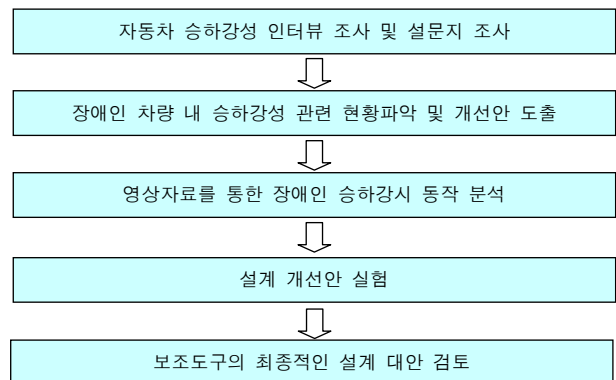 자동차 승하강성 인터뷰 조사 및 설문지 조사
장애인 차량 내 승하강성 관련 현황파악 및 개선안 도출
영상자료를 통한 장애인 승하강시 동작 분석
설계 개선안 실험
보조도구의 최종적인 설계 대안 검토